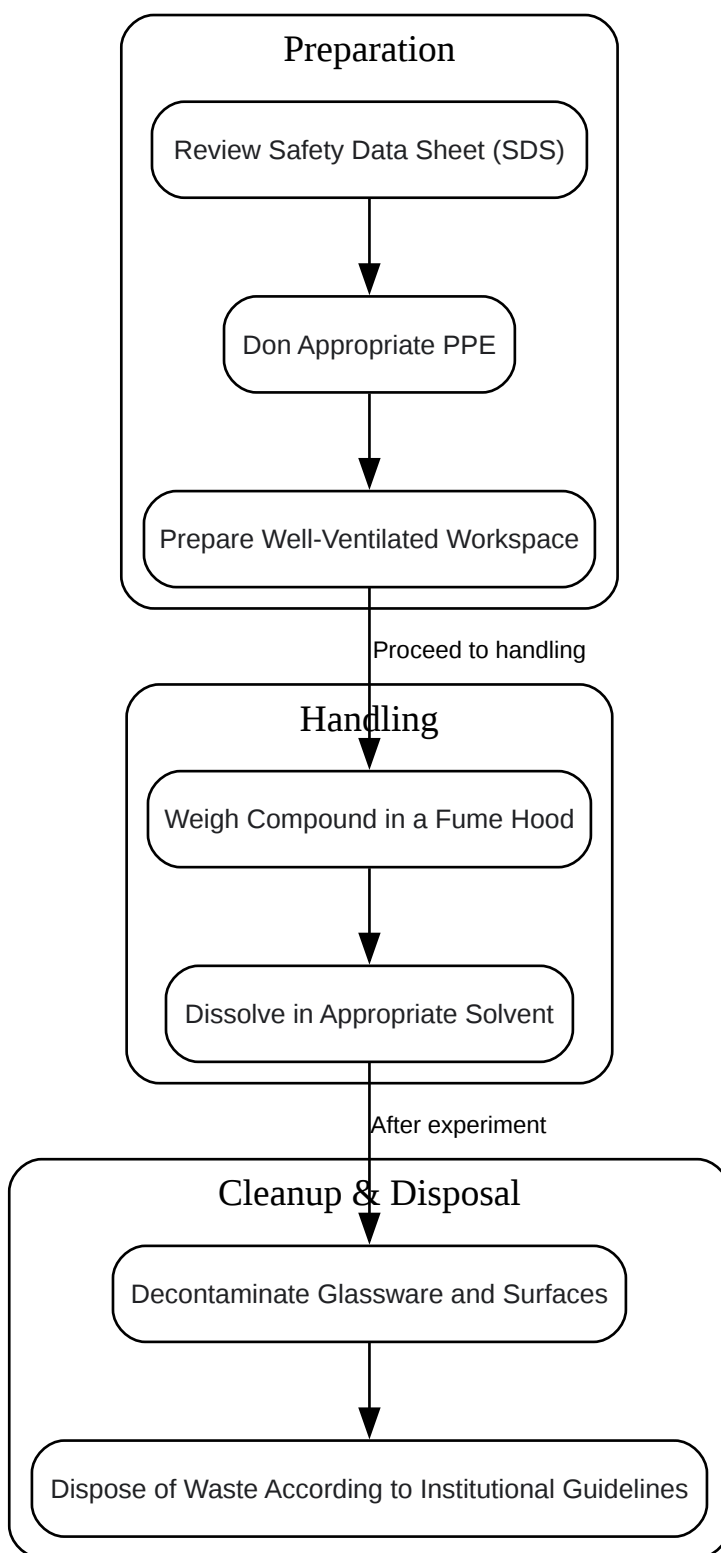 Preparation
Review Safety Data Sheet (SDS)
Don Appropriate PPE
Prepare Well-Ventilated Workspace
Proceed to handling
Handling
Weigh Compound in a Fume Hood
Dissolve in Appropriate Solvent
After experiment
Cleanup & Disposal
Decontaminate Glassware and Surfaces
Dispose of Waste According to Institutional Guidelines